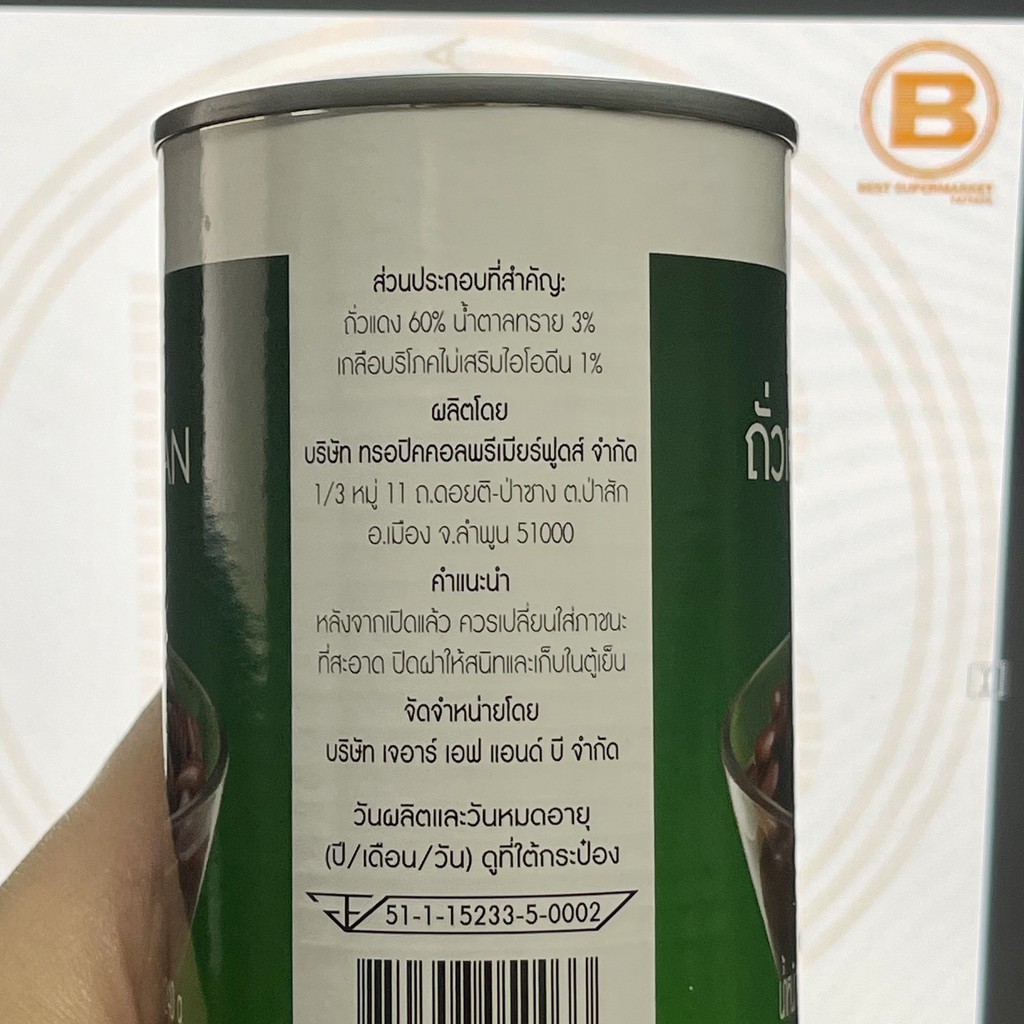 B
BEST SUPERMARKET
ส่วนประกอบที่สำคัญ:
ถั่วแดง 60% น้ำตาลทราย 3%
เกลือบริโภคไม่เสริมไอโอดีน 1%
ผลิตโดย
บริษัท ทรอปิคคอลพรีเมียร์ฟูดส์ จำกัด
1/3 หมู่ 11 ถ.ดอยติ-ป่าซาง ต.ป่าสัก
อ.เมือง จ.ลำพูน 51000
คำแนะนำ
หลังจากเปิดแล้ว ควรเปลี่ยนใส่ภาชนะ
ที่สะอาด ปิดฝาให้สนิทและเก็บในตู้เย็น
จัดจำหน่ายโดย
บริษัท เจอาร์ เอฟ แอนด์ บี จำกัด
วันผลิตและวันหมดอายุ
(ปี/เดือน/วัน) ดูที่ใต้กระป๋อง
51-1-15233-5-0002